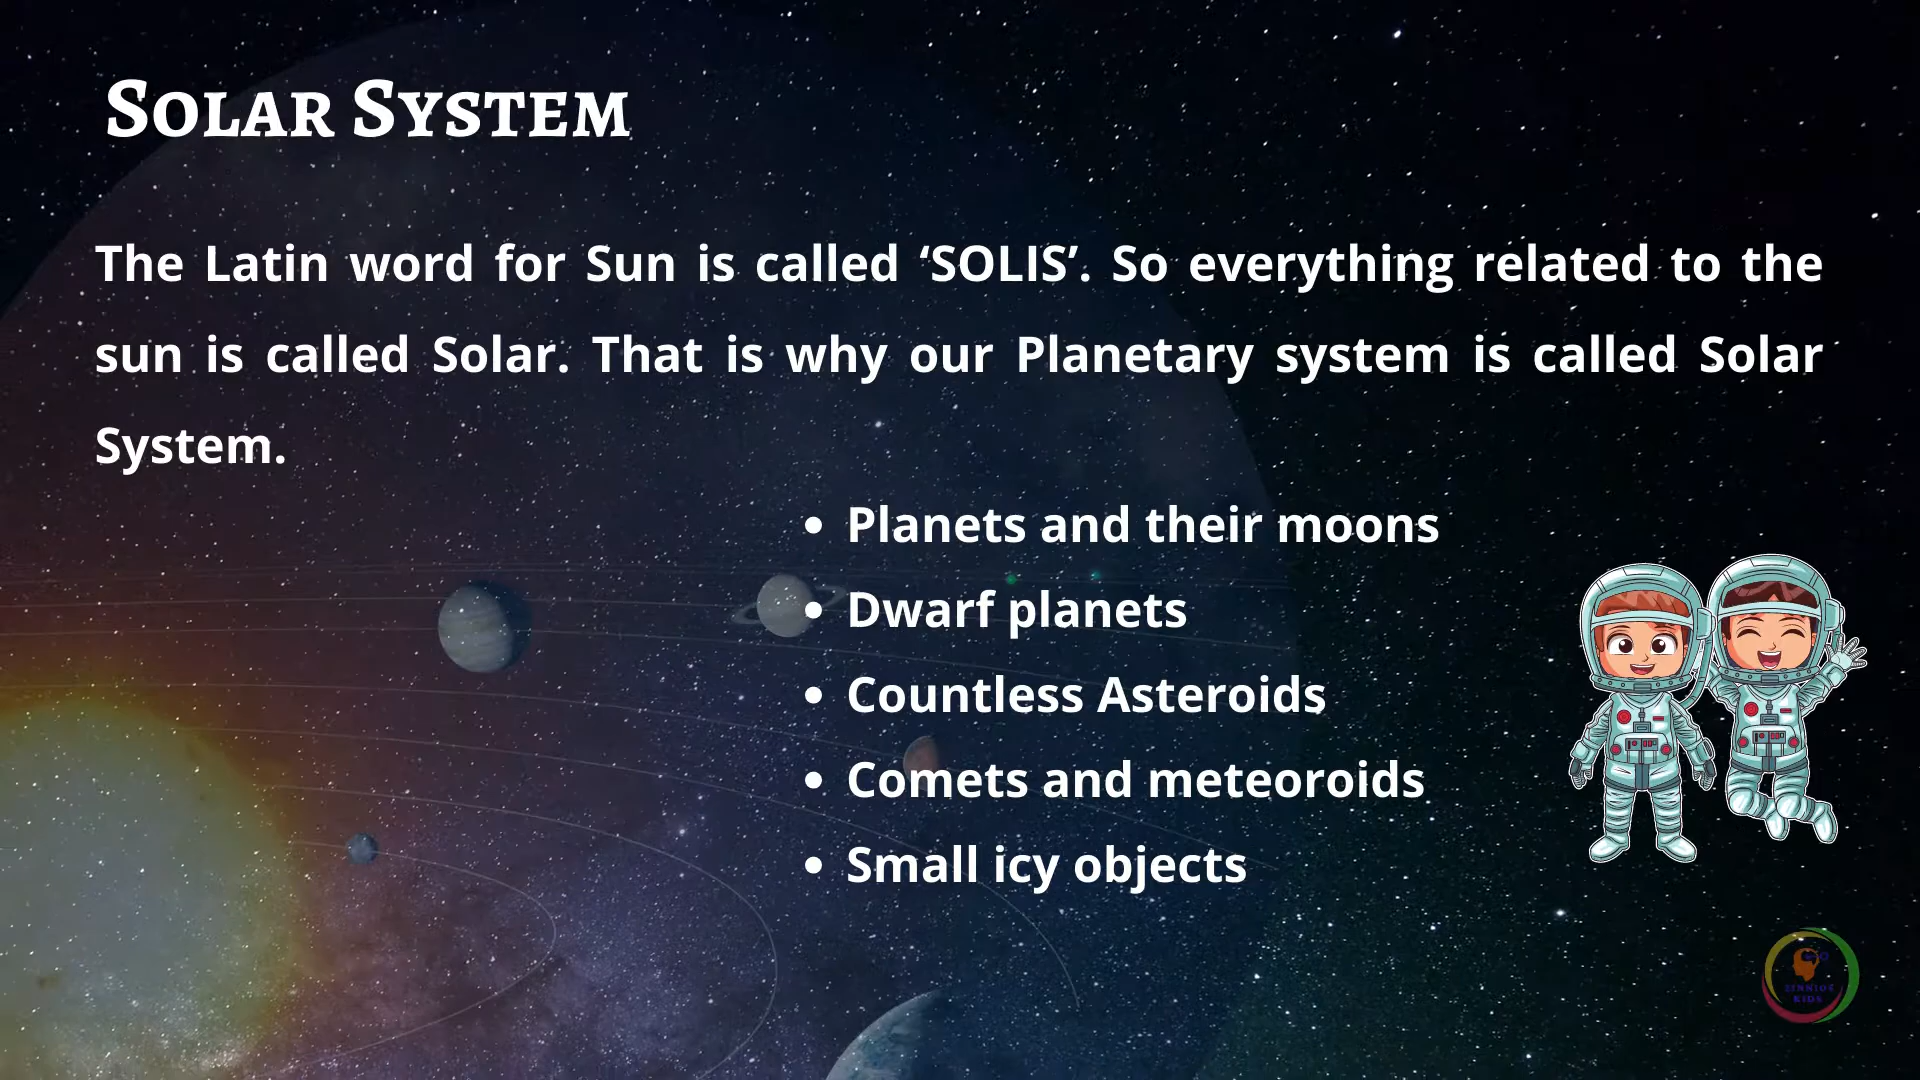 Solar System
The Latin word for Sun is called ‘SOLIS’. So everything related to the
sun is called Solar. That is why our Planetary system is called Solar
System.
• Planets and their moons
• Dwarf planets
• Countless Asteroids
• Comets and meteoroids
• Small icy objects
KIDS